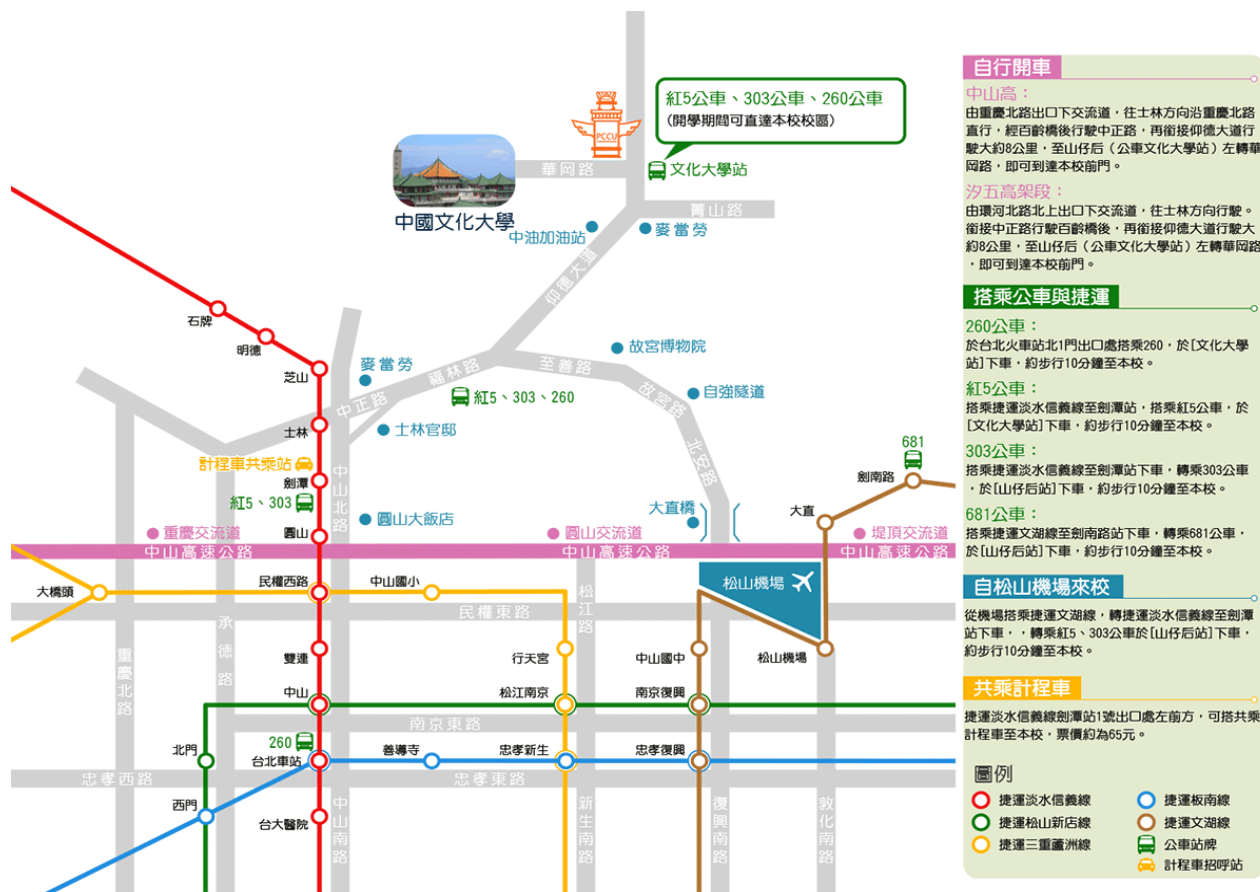 紅5公車、303公車、260公車
(開學期間可直達本校校區)
PCCU
華岡路
文化大學站
菁山路
中國文化大學
中油加油站
麥當勞
仰德大道
石牌
明德
芝山
麥當勞
福林路
至善路
故宮博物院
故宮路
自強隧道
中正路
紅5、303、260
士林
士林官邸
北安路
681
計程車共乘站
劍潭
中山北路
劍南路
紅5、303
大直橋
大直
圓山大飯店
重慶交流道
圓山
圓山交流道
堤頂交流道
中山高速公路
中山高速公路
中山高速公路
民權西路
中山國小
松山機場
大橋頭
松江路
民權東路
承德路
重慶北路
雙連
行天宮
中山國中
松山機場
中山
松江南京
南京復興
南京東路
北門
260
台北車站
善導寺
忠孝新生
忠孝復興
忠孝西路
忠孝東路
西門
台大醫院
中山南路
新生南路
復興南路
敦化南路
自行開車
中山高：
由重慶北路出口下交流道，往士林方向沿重慶北路
直行，經百齡橋後行駛中正路，再銜接仰德大道行
駛大約8公里，至山仔后（公車文化大學站）左轉華
岡路，即可到達本校前門。
汐五高架段：
由環河北路北上出口下交流道，往士林方向行駛。
銜接中正路行駛百齡橋後，再銜接仰德大道行駛大
約8公里，至山仔后（公車文化大學站）左轉華岡路
，即可到達本校前門。
搭乘公車與捷運
260公車：
於台北火車站北1門出口處搭乘260，於[文化大學
站]下車，約步行10分鐘至本校。
紅5公車：
搭乘捷運淡水信義線至劍潭站，搭乘紅5公車，於
[文化大學站]下車，約步行10分鐘至本校。
303公車：
搭乘捷運淡水信義線至劍潭站下車，轉乘303公車
，於[山仔后站]下車，約步行10分鐘至本校。
681公車：
搭乘捷運文湖線至劍南路站下車，轉乘681公車，
於[山仔后站]下車，約步行10分鐘至本校。
自松山機場來校
從機場搭乘捷運文湖線，轉捷運淡水信義線至劍潭
站下車，，轉乘紅5、303公車於[山仔后站]下車，
約步行10分鐘至本校。
共乘計程車
捷運淡水信義線劍潭站1號出口處左前方，可搭共乘
計程車至本校，票價約為65元。
圖例
捷運淡水信義線
捷運板南線
捷運松山新店線
捷運文湖線
捷運三重蘆洲線
公車站牌
計程車招呼站